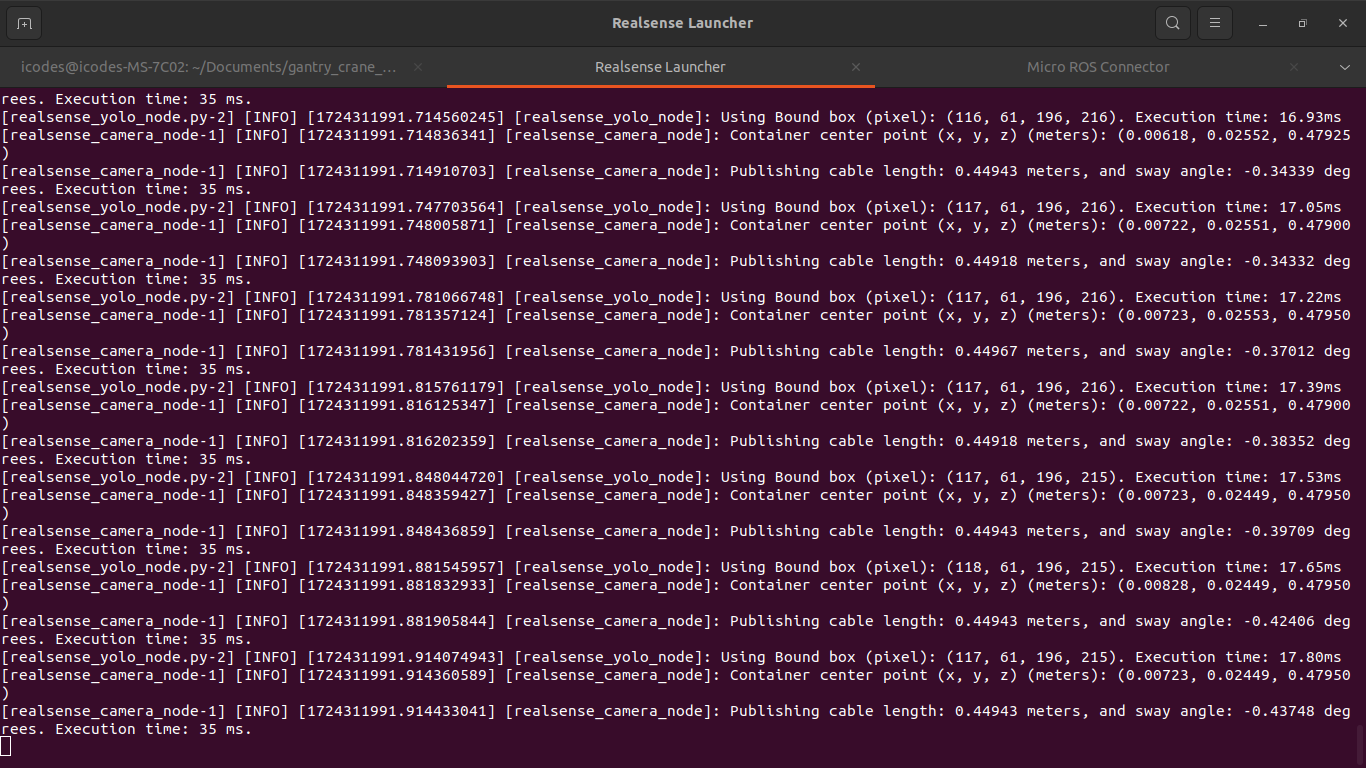 Realsense Launcher
icodes@icodes-MS-7C02: ~/Documents/gantry_crane_...
Realsense Launcher
Micro ROS Connector
rees. Execution time: 35 ms.
[realsense_yolo_node.py-2] [INFO] [1724311991.714560245] [realsense_yolo_node]: Using Bound box (pixel): (116, 61, 196, 216). Execution time: 16.93ms
[realsense_camera_node-1] [INFO] [1724311991.714836341] [realsense_camera_node]: Container center point (x, y, z) (meters): (0.00618, 0.02552, 0.47925
)
[realsense_camera_node-1] [INFO] [1724311991.714910703] [realsense_camera_node]: Publishing cable length: 0.44943 meters, and sway angle: -0.34339 deg
rees. Execution time: 35 ms.
[realsense_yolo_node.py-2] [INFO] [1724311991.747703564] [realsense_yolo_node]: Using Bound box (pixel): (117, 61, 196, 216). Execution time: 17.05ms
[realsense_camera_node-1] [INFO] [1724311991.748005871] [realsense_camera_node]: Container center point (x, y, z) (meters): (0.00722, 0.02551, 0.47900
)
[realsense_camera_node-1] [INFO] [1724311991.748093903] [realsense_camera_node]: Publishing cable length: 0.44918 meters, and sway angle: -0.34332 deg
rees. Execution time: 35 ms.
[realsense_yolo_node.py-2] [INFO] [1724311991.781066748] [realsense_yolo_node]: Using Bound box (pixel): (117, 61, 196, 216). Execution time: 17.22ms
[realsense_camera_node-1] [INFO] [1724311991.781357124] [realsense_camera_node]: Container center point (x, y, z) (meters): (0.00723, 0.02553, 0.47950
)
[realsense_camera_node-1] [INFO] [1724311991.781431956] [realsense_camera_node]: Publishing cable length: 0.44967 meters, and sway angle: -0.37012 deg
rees. Execution time: 35 ms.
[realsense_yolo_node.py-2] [INFO] [1724311991.815761179] [realsense_yolo_node]: Using Bound box (pixel): (117, 61, 196, 216). Execution time: 17.39ms
[realsense_camera_node-1] [INFO] [1724311991.816125347] [realsense_camera_node]: Container center point (x, y, z) (meters): (0.00722, 0.02551, 0.47900
)
[realsense_camera_node-1] [INFO] [1724311991.816202359] [realsense_camera_node]: Publishing cable length: 0.44918 meters, and sway angle: -0.38352 deg
rees. Execution time: 35 ms.
[realsense_yolo_node.py-2] [INFO] [1724311991.848044720] [realsense_yolo_node]: Using Bound box (pixel): (117, 61, 196, 215). Execution time: 17.53ms
[realsense_camera_node-1] [INFO] [1724311991.848359427] [realsense_camera_node]: Container center point (x, y, z) (meters): (0.00723, 0.02449, 0.47950
)
[realsense_camera_node-1] [INFO] [1724311991.848436859] [realsense_camera_node]: Publishing cable length: 0.44943 meters, and sway angle: -0.39709 deg
rees. Execution time: 35 ms.
[realsense_yolo_node.py-2] [INFO] [1724311991.881545957] [realsense_yolo_node]: Using Bound box (pixel): (118, 61, 196, 215). Execution time: 17.65ms
[realsense_camera_node-1] [INFO] [1724311991.881832933] [realsense_camera_node]: Container center point (x, y, z) (meters): (0.00828, 0.02449, 0.47950
)
[realsense_camera_node-1] [INFO] [1724311991.881905844] [realsense_camera_node]: Publishing cable length: 0.44943 meters, and sway angle: -0.42406 deg
rees. Execution time: 35 ms.
[realsense_yolo_node.py-2] [INFO] [1724311991.914074943] [realsense_yolo_node]: Using Bound box (pixel): (117, 61, 196, 215). Execution time: 17.80ms
[realsense_camera_node-1] [INFO] [1724311991.914360589] [realsense_camera_node]: Container center point (x, y, z) (meters): (0.00723, 0.02449, 0.47950
)
[realsense_camera_node-1] [INFO] [1724311991.914433041] [realsense_camera_node]: Publishing cable length: 0.44943 meters, and sway angle: -0.43748 deg
rees. Execution time: 35 ms.